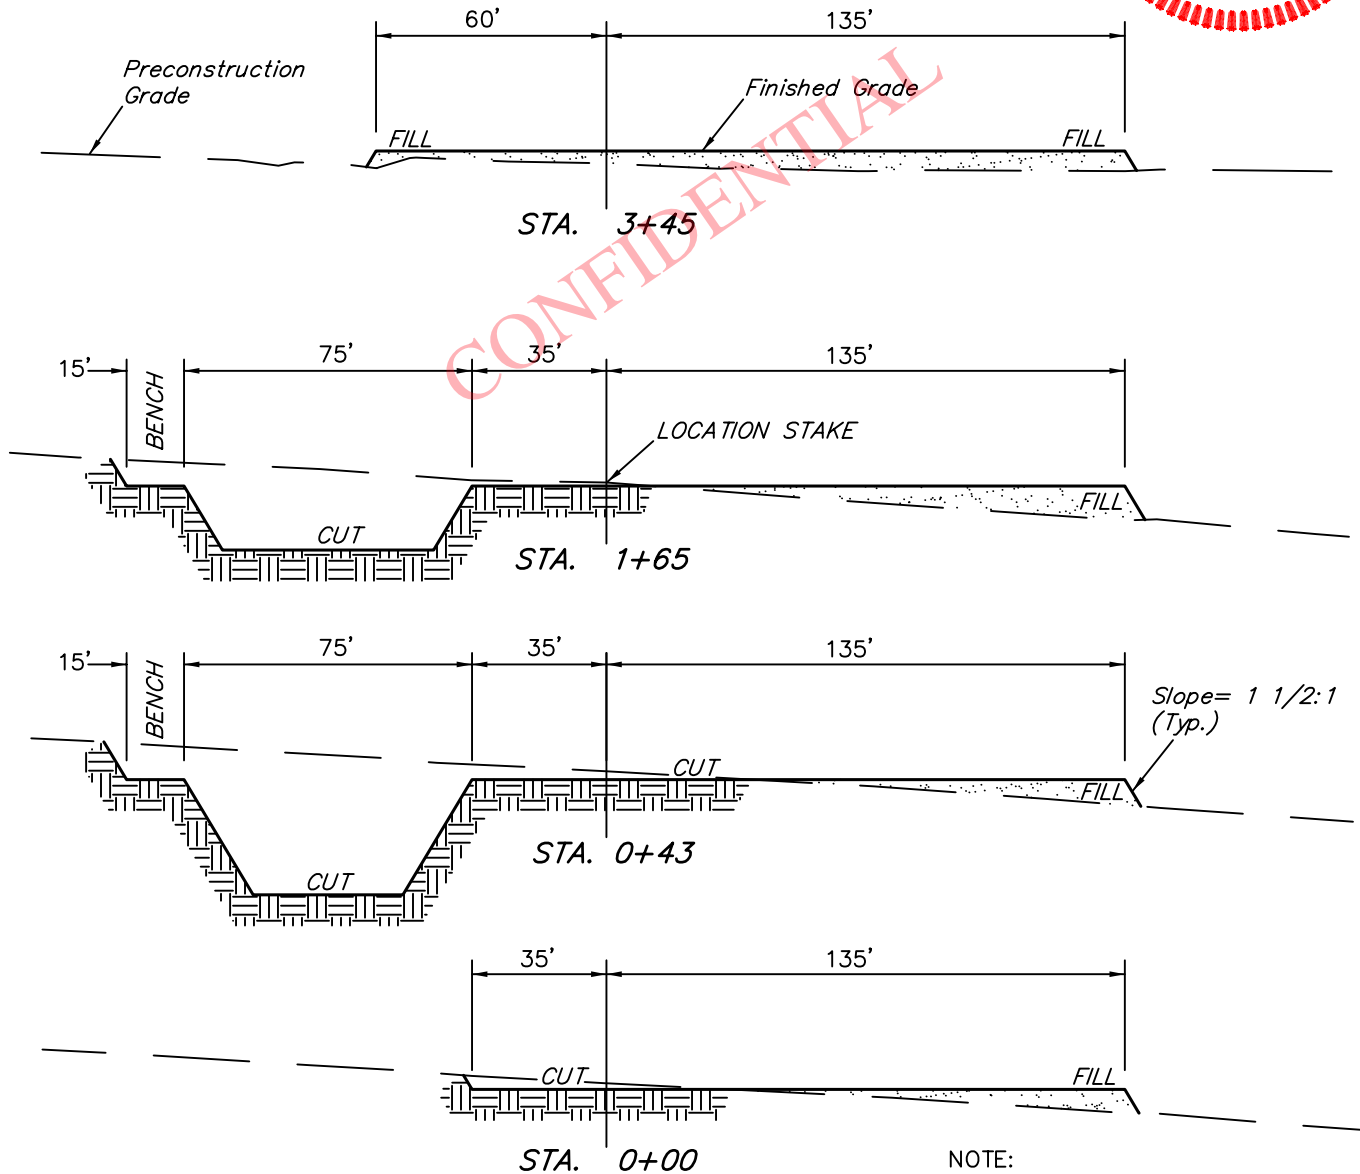 60' 135'
Preconstruction
Grade
Finished Grade
FILL FILL
STA. 3+45
CONFIDENTIAL
15' BENCH 75' 35' 135'
LOCATION STAKE
CUT FILL
STA. 1+65
15' BENCH 75' 35' 135'
Slope= 1 1/2:1
(Typ.)
CUT FILL
STA. 0+43
CUT
35' 135'
CUT FILL
STA. 0+00 NOTE: